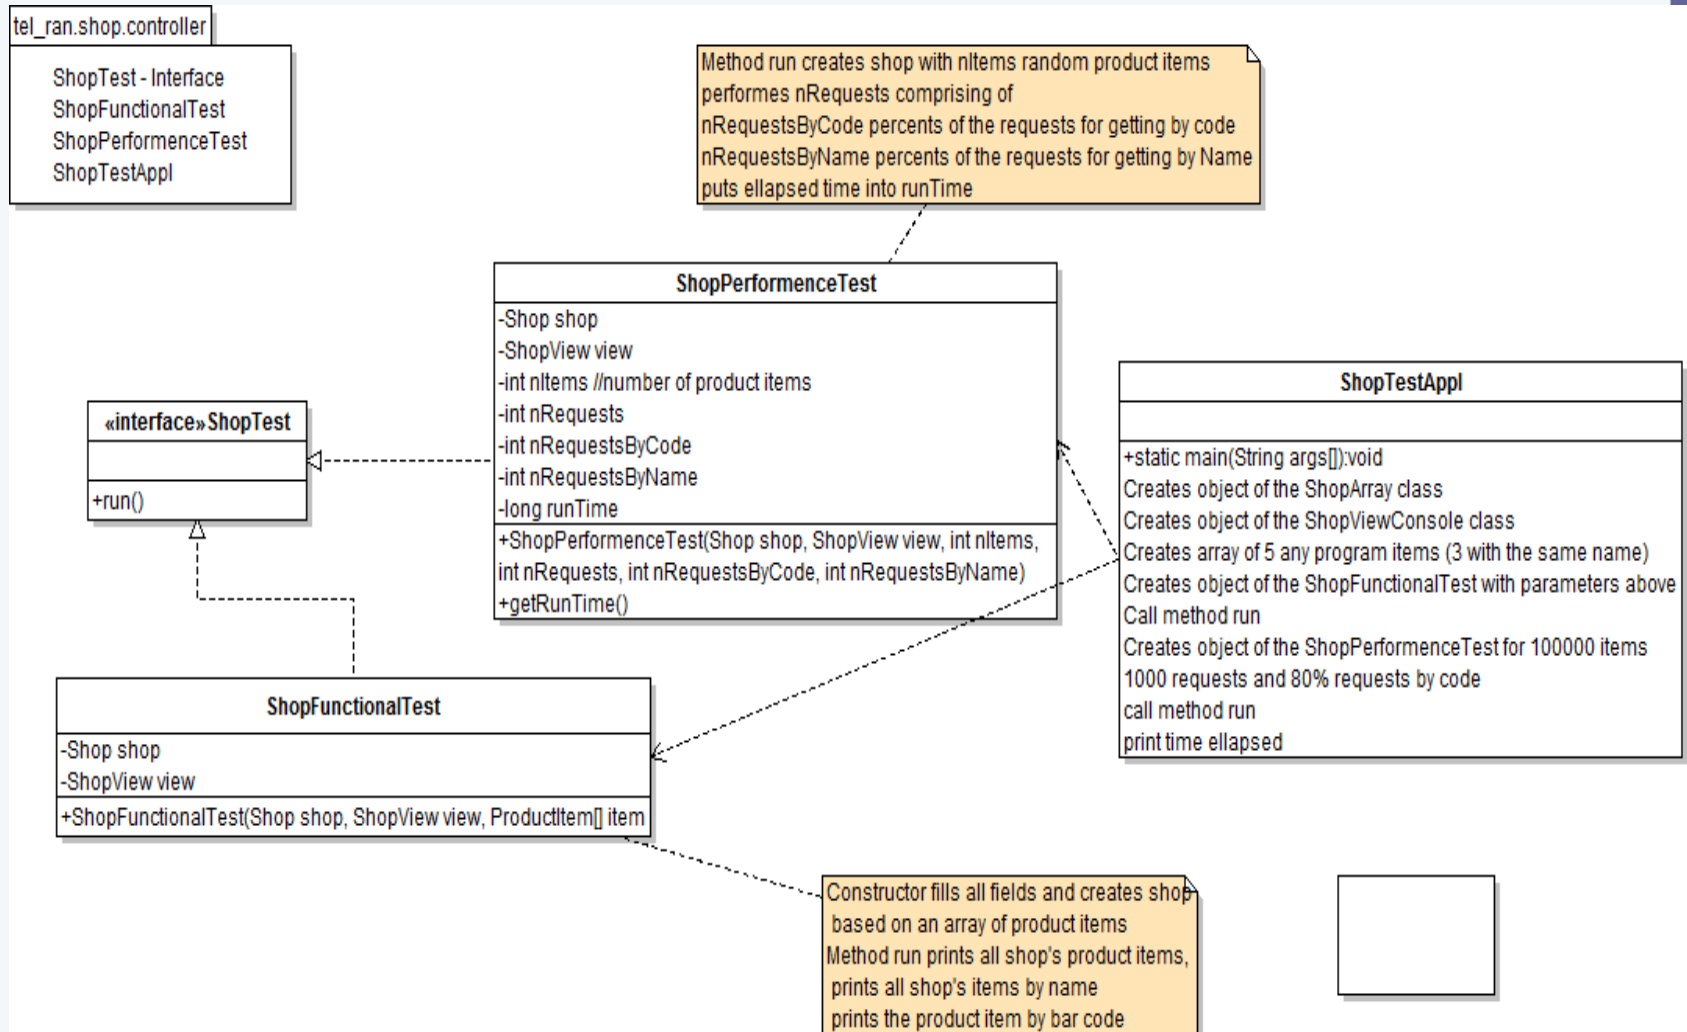 tel_ran.shop.controller
ShopTest - Interface
ShopFunctionalTest
ShopPerformenceTest
ShopTestAppl
Method run creates shop with nItems random product items
performes nRequests comprising of
nRequestsByCode percents of the requests for getting by code
nRequestsByName percents of the requests for getting by Name
puts ellapsed time into runTime
ShopPerformenceTest
-Shop shop
-ShopView view
-int nItems //number of product items
-int nRequests
-int nRequestsByCode
-int nRequestsByName
-long runTime
+ShopPerformenceTest(Shop shop, ShopView view, int nItems,
int nRequests, int nRequestsByCode, int nRequestsByName)
+getRunTime()
«interface»ShopTest
+run()
ShopTestAppl
+static main(String args[]):void
Creates object of the ShopArray class
Creates object of the ShopViewConsole class
Creates array of 5 any program items (3 with the same name)
Creates object of the ShopFunctionalTest with parameters above
Call method run
Creates object of the ShopPerformenceTest for 100000 items
1000 requests and 80% requests by code
call method run
print time ellapsed
ShopFunctionalTest
-Shop shop
-ShopView view
+ShopFunctionalTest(Shop shop, ShopView view, ProductItem[] item
Constructor fills all fields and creates shop
based on an array of product items
Method run prints all shop's product items,
prints all shop's items by name
prints the product item by bar code